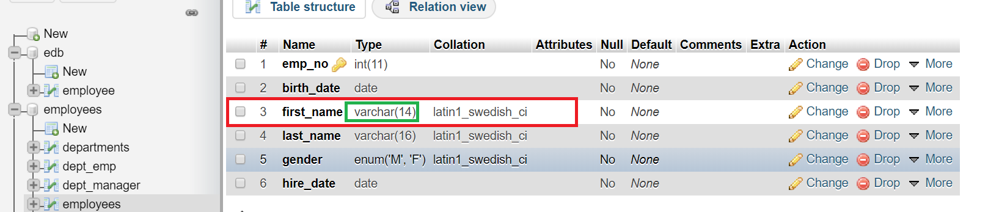 Table structure
Relation view
New
edb
New
employee
employees
New
departments
dept_emp
dept_manager
employees
# Name Type Collation Attributes Null Default Comments Extra Action
1 emp_no int(11) No None Change Drop More
2 birth_date date No None Change Drop More
3 first_name varchar(14) latin1_swedish_ci No None Change Drop More
4 last_name varchar(16) latin1_swedish_ci No None Change Drop More
5 gender enum('M', 'F') latin1_swedish_ci No None Change Drop More
6 hire_date date No None Change Drop More